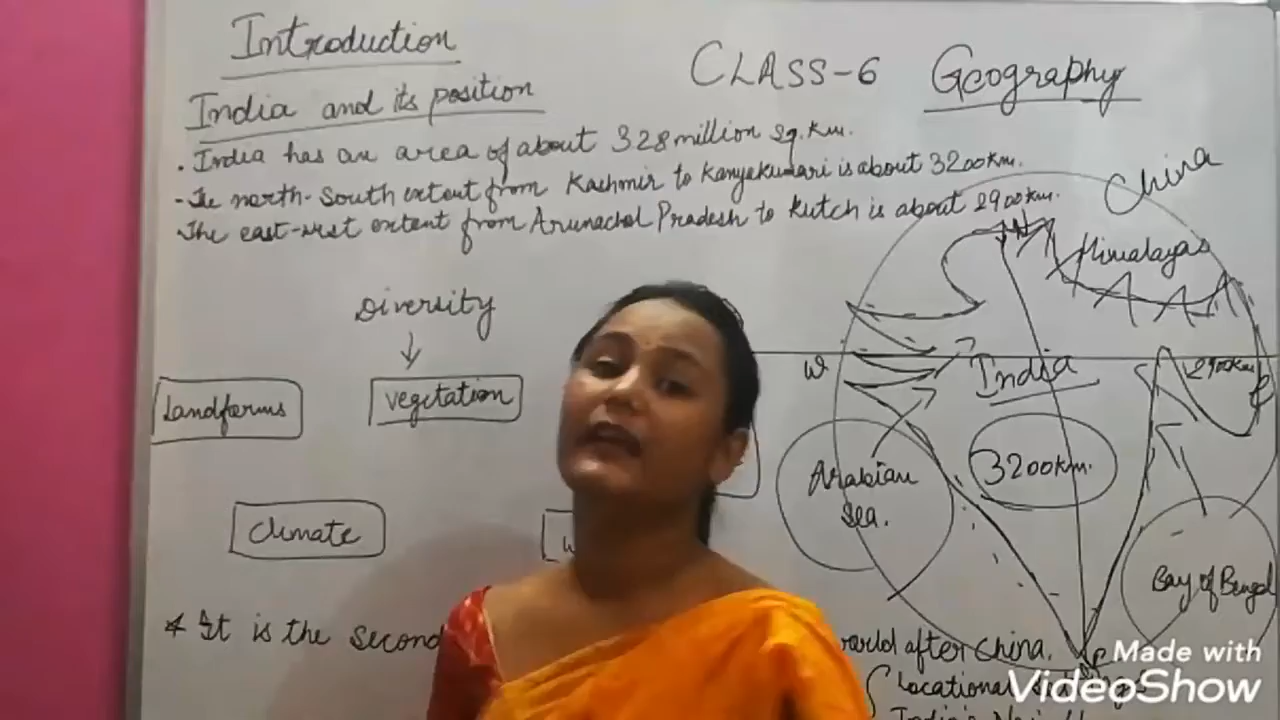 Introduction
CLASS-6 Geography
India and its position
. India has an area of about 328 million sq.km.
- The north-South extent from Kashmir to Kanyakumari is about 3200km.
The east-west extent from Arunachal Pradesh to Kutch is about 2900km.
China
Himalayas
Diversity
Landforms
vegetation
Climate
W
India
2900km
3200km.
Arabian
Sea.
Bay of Bengal
* It is the second
world after China.
Locational
India's
Made with
VideoShow